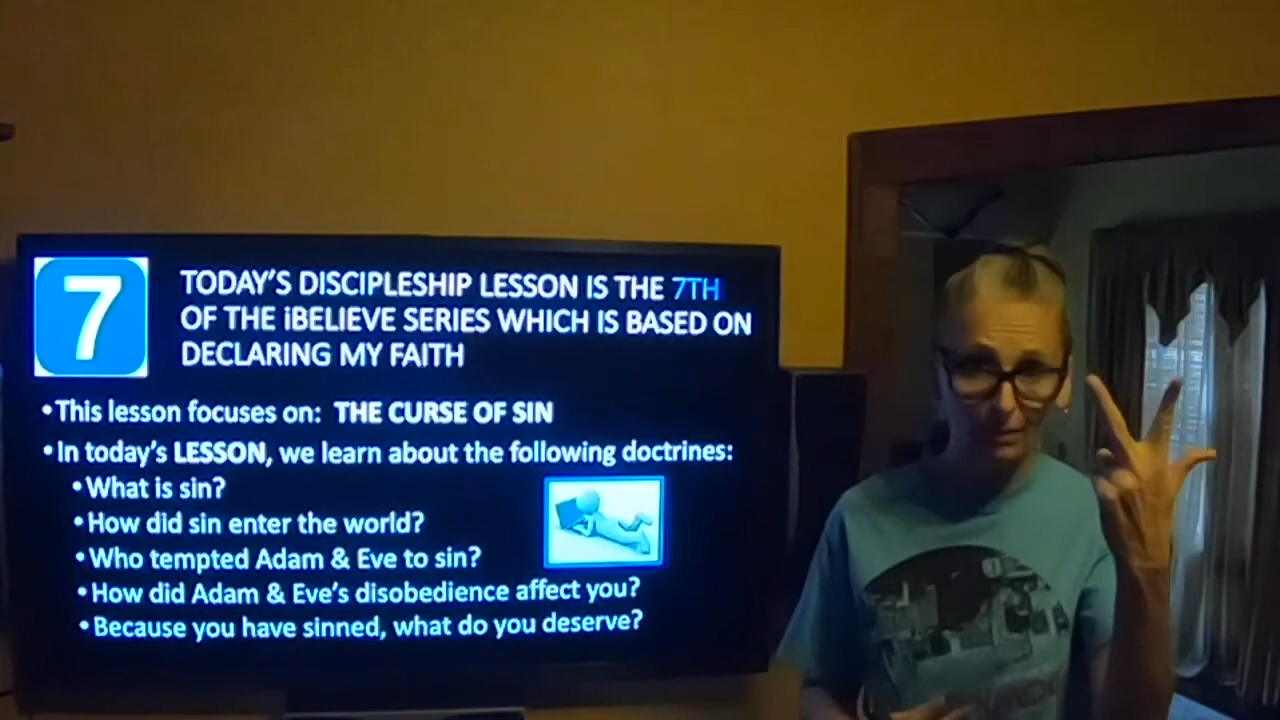 7
TODAY'S DISCIPLESHIP LESSON IS THE 7TH
OF THE iBELIEVE SERIES WHICH IS BASED ON
DECLARING MY FAITH
•This lesson focuses on: THE CURSE OF SIN
•In today's LESSON, we learn about the following doctrines:
•What is sin?
•How did sin enter the world?
•Who tempted Adam & Eve to sin?
•How did Adam & Eve's disobedience affect you?
•Because you have sinned, what do you deserve?